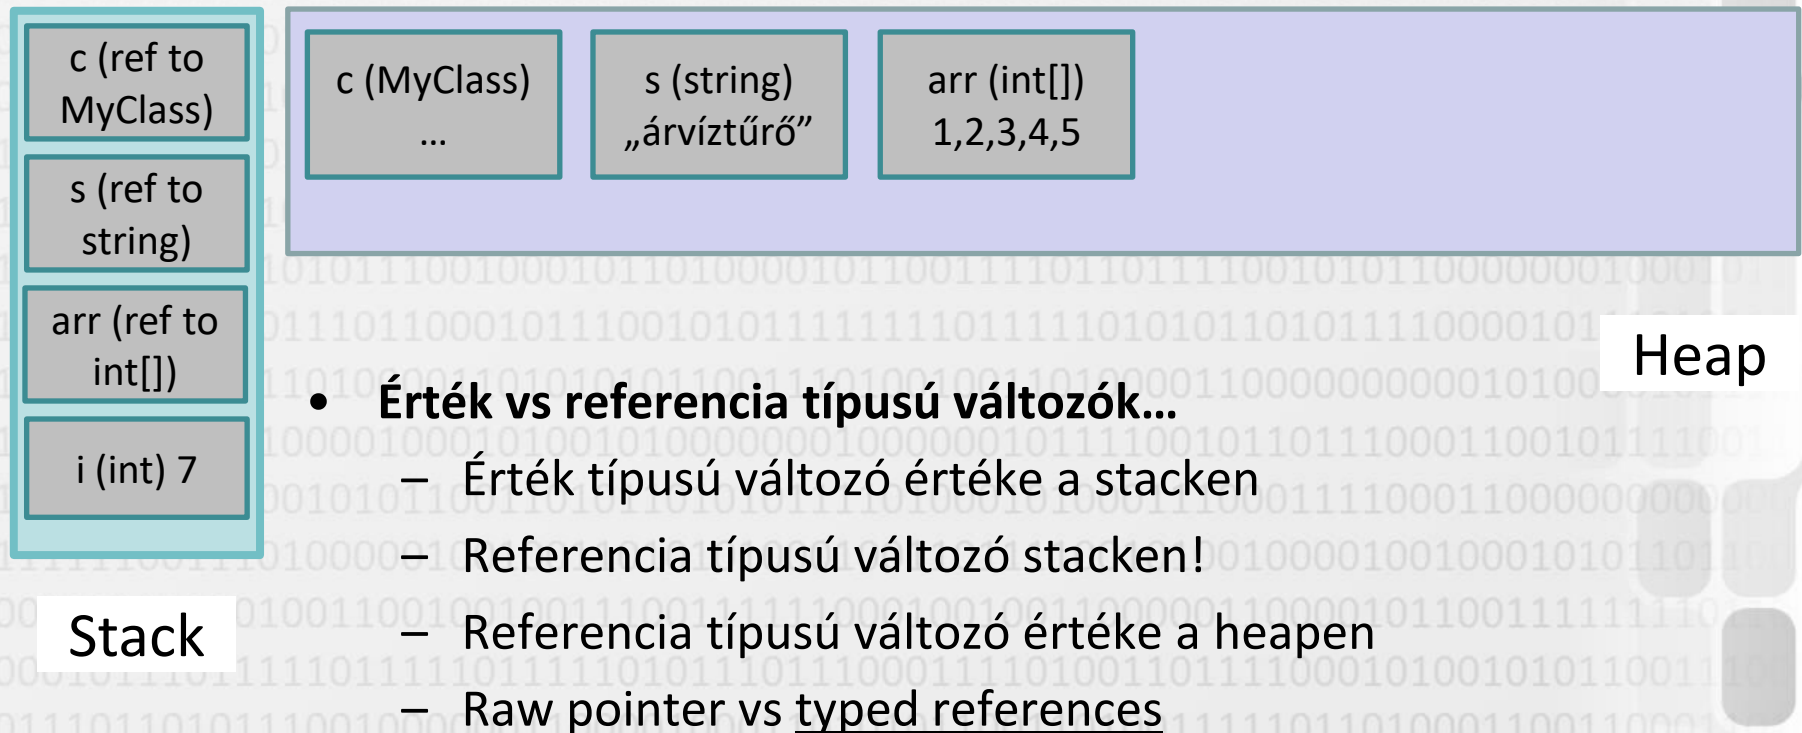 c (ref to
MyClass)
s (ref to
string)
arr (ref to
int[])
i (int) 7
Stack
c (MyClass)
…
s (string)
„árvíztűrő”
arr (int[])
1,2,3,4,5
Heap
• Érték vs referencia típusú változók…
– Érték típusú változó értéke a stacken
– Referencia típusú változó stacken!
– Referencia típusú változó értéke a heapen
– Raw pointer vs typed references